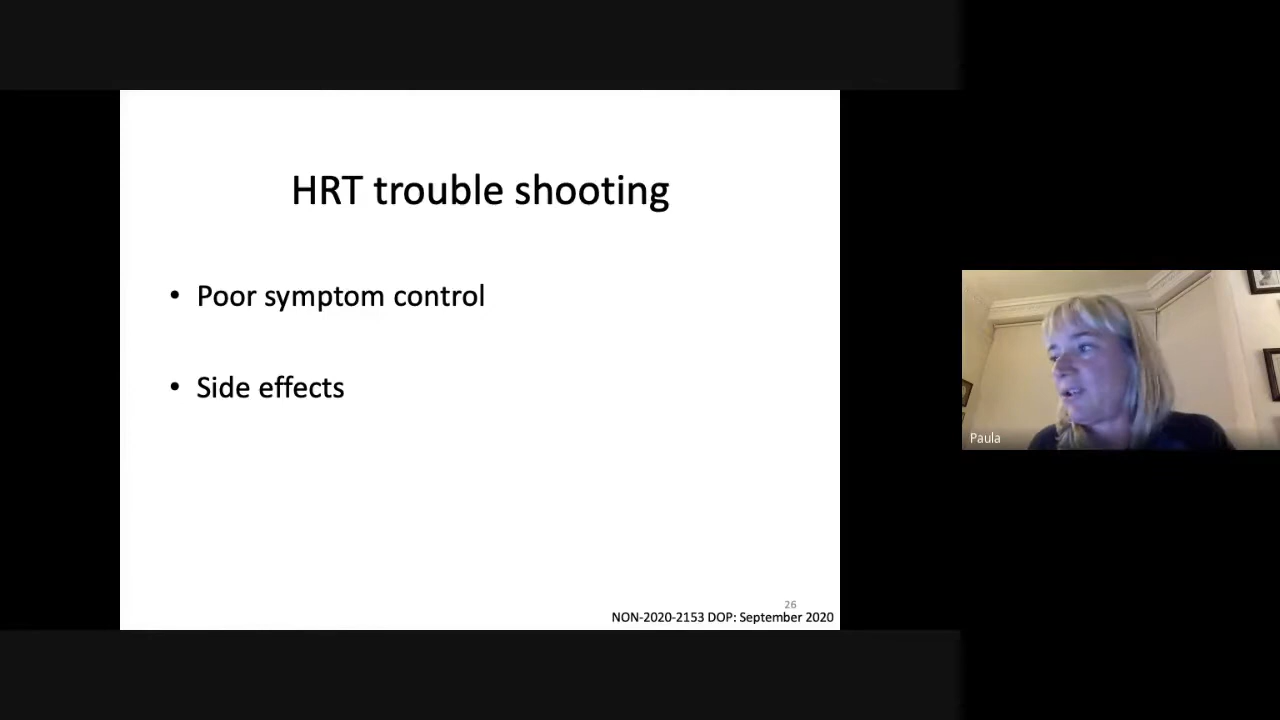 HRT trouble shooting
• Poor symptom control
• Side effects
26
NON-2020-2153 DOP: September 2020
Paula